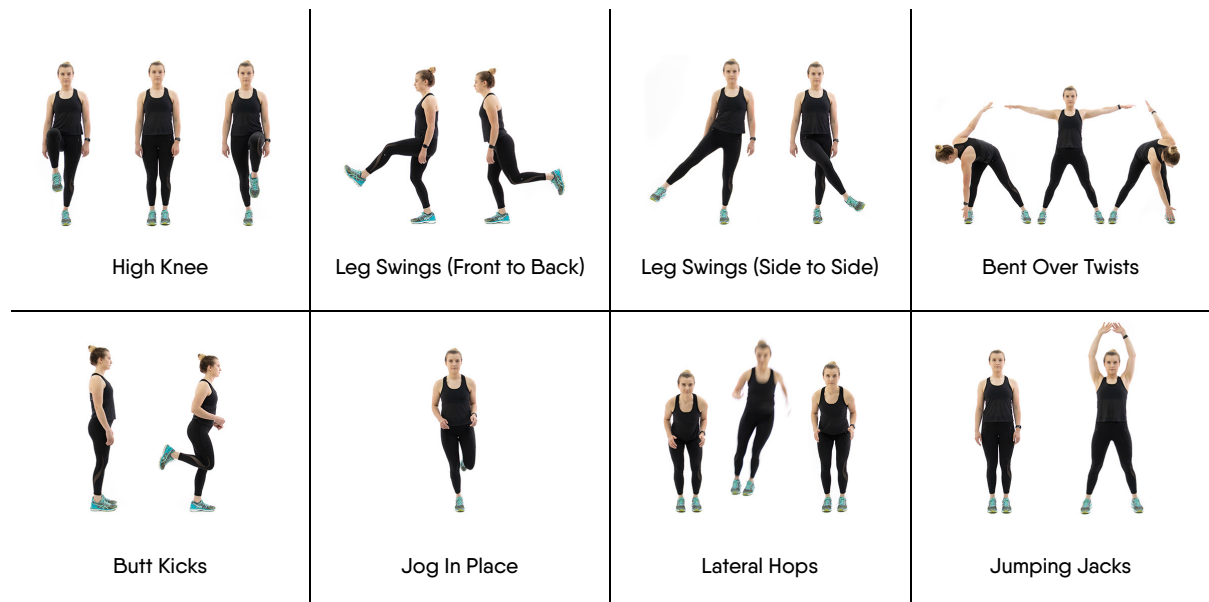 High Knee
Leg Swings (Front to Back)
Leg Swings (Side to Side)
Bent Over Twists
Butt Kicks
Jog In Place
Lateral Hops
Jumping Jacks